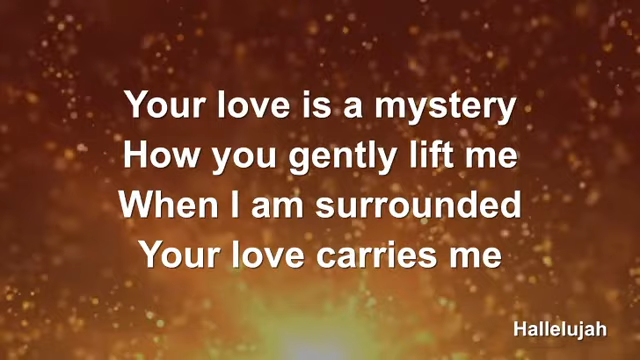 Your love is a mystery
How you gently lift me
When I am surrounded
Your love carries me
Hallelujah